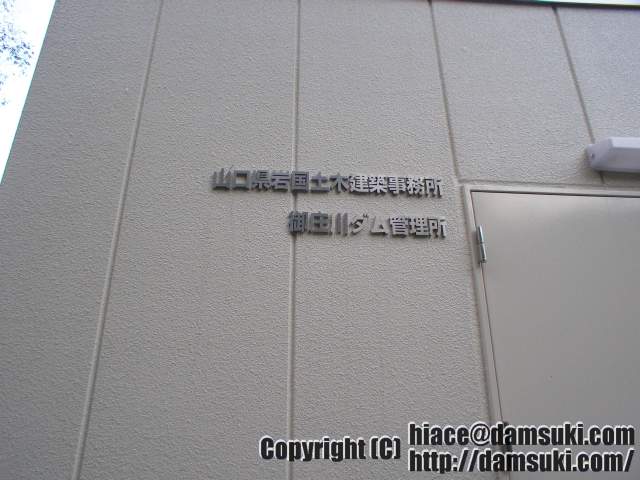 山口県岩国土木建築事務所
御庄川ダム管理所
Copyright (C) hiace@damsuki.com
http://damsuki.com/